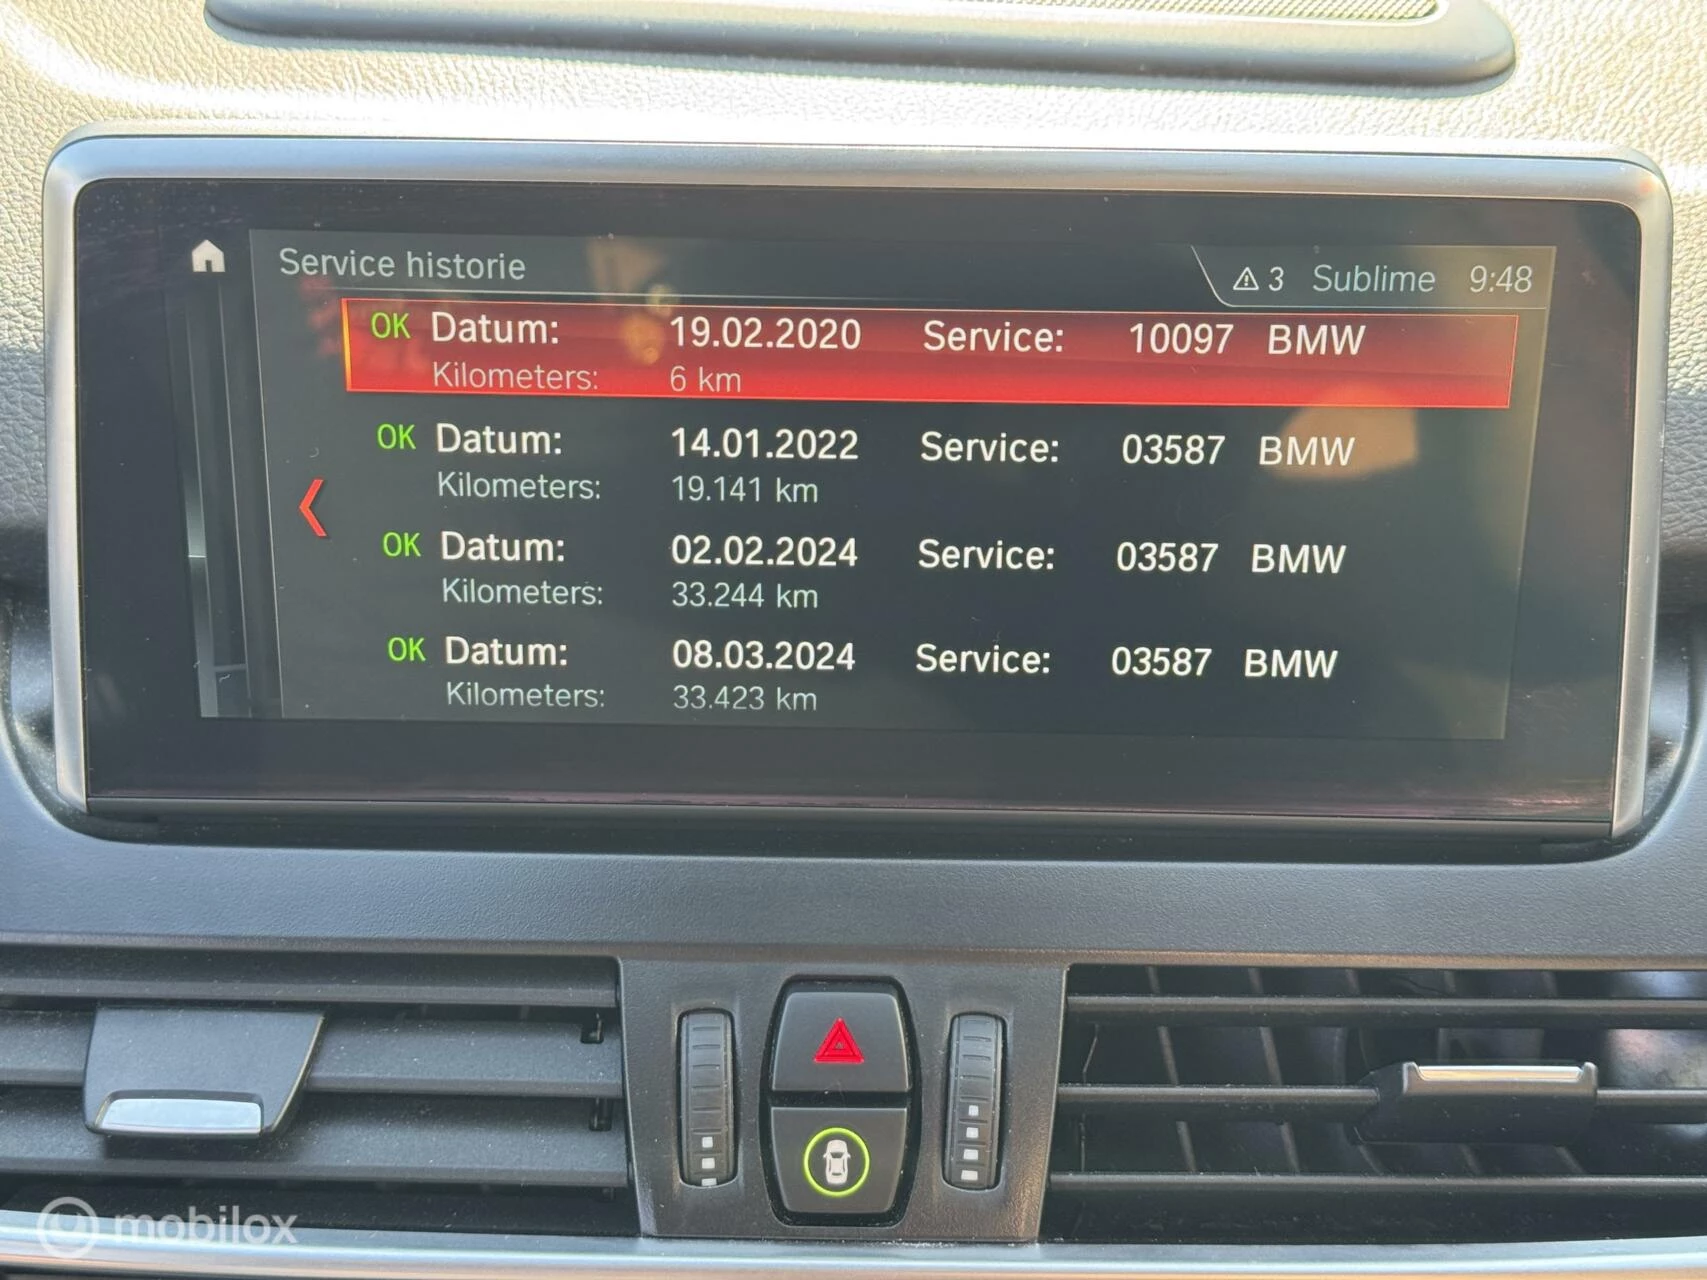 Service historie
3 Sublime 9:48
OK Datum: 19.02.2020 Service: 10097 BMW
Kilometers: 6 km
OK Datum: 14.01.2022 Service: 03587 BMW
Kilometers: 19.141 km
OK Datum: 02.02.2024 Service: 03587 BMW
Kilometers: 33.244 km
OK Datum: 08.03.2024 Service: 03587 BMW
Kilometers: 33.423 km
mobilox